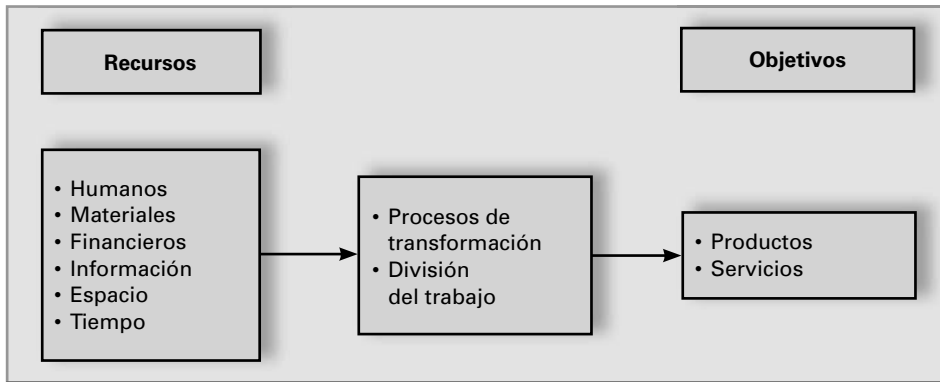 Recursos
Objetivos
• Humanos
• Materiales
• Financieros
• Información
• Espacio
• Tiempo
• Procesos de
transformación
• División
del trabajo
• Productos
• Servicios